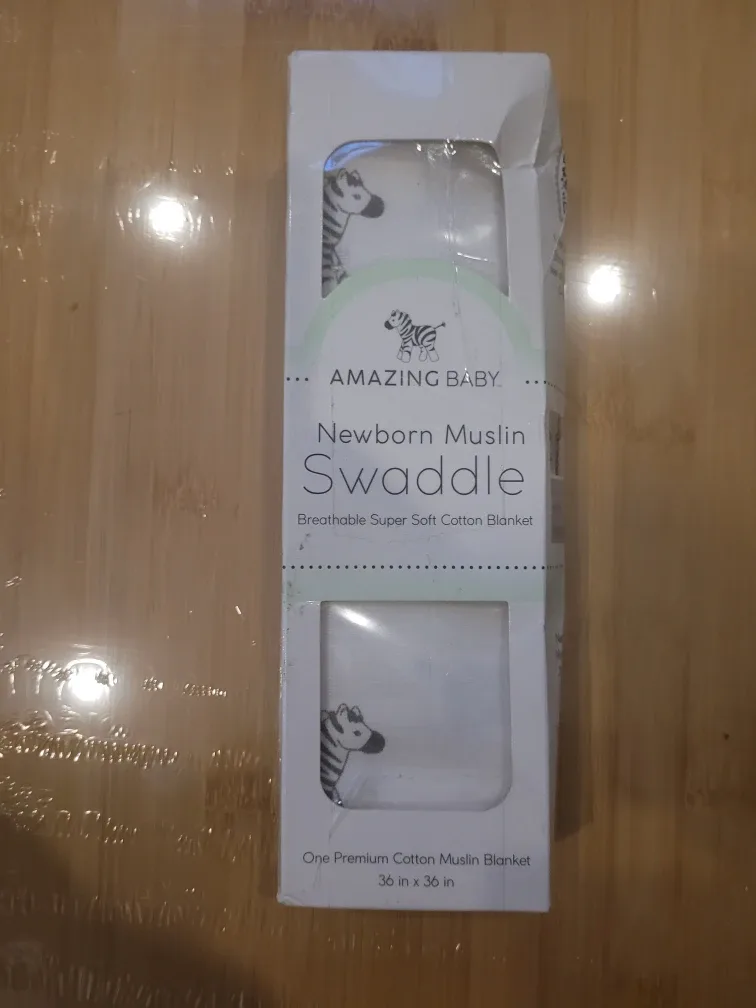 AMAZING BABY
Newborn Muslin
Swaddle
Breathable Super Soft Cotton Blanket
One Premium Cotton Muslin Blanket
36 in x 36 in